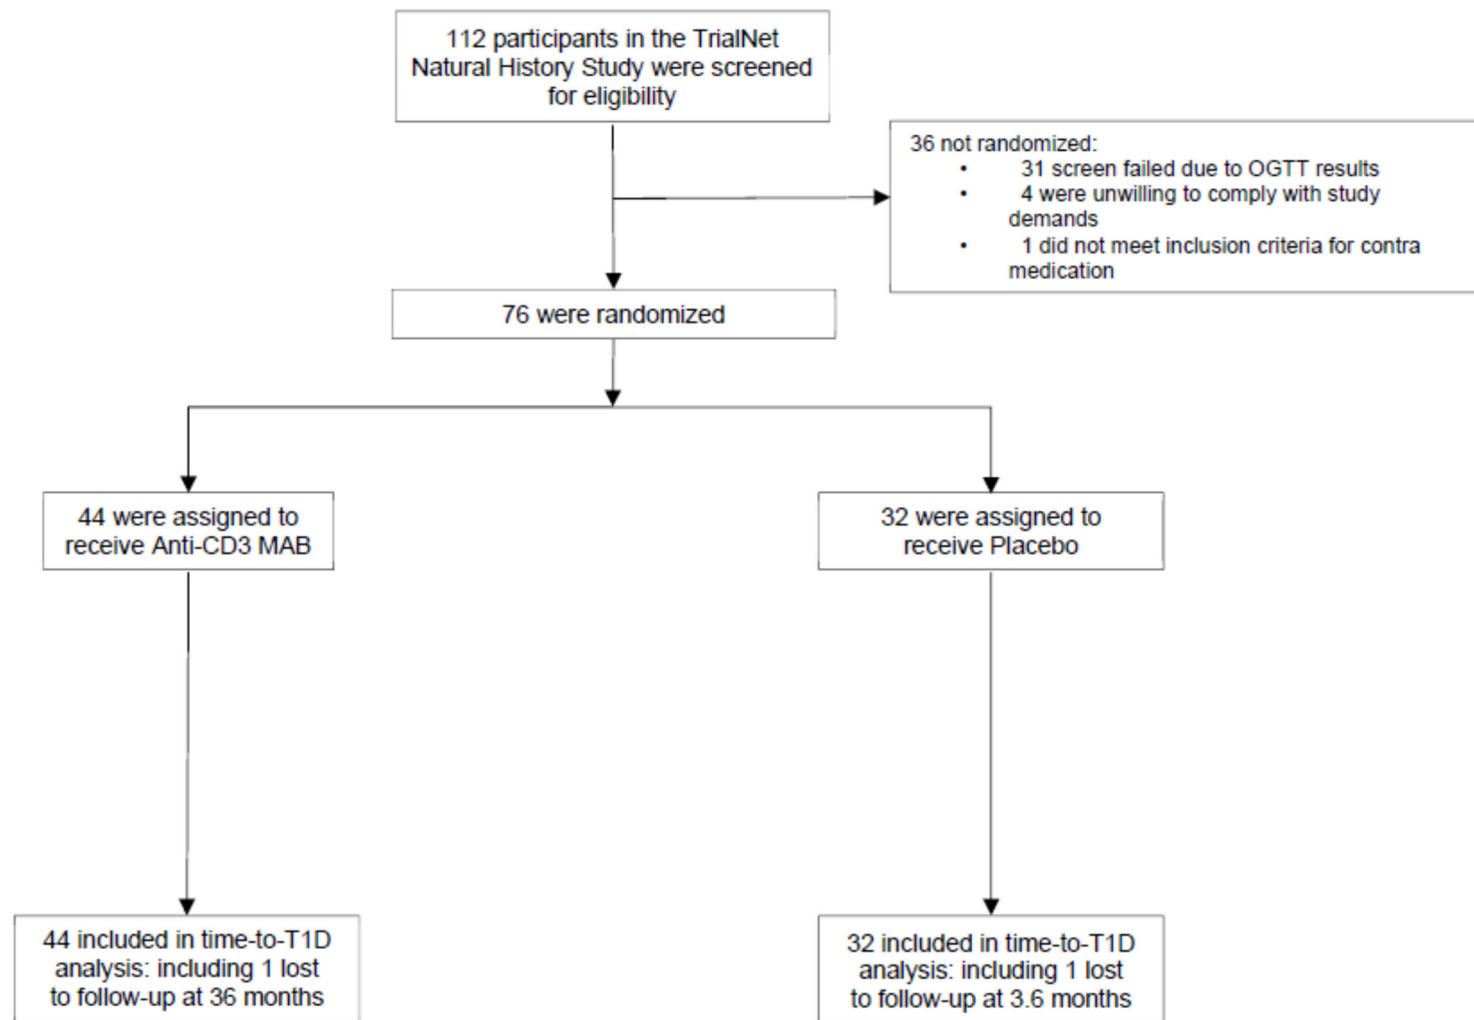 112 participants in the TrialNet
Natural History Study were screened
for eligibility
36 not randomized:
• 31 screen failed due to OGTT results
• 4 were unwilling to comply with study
demands
• 1 did not meet inclusion criteria for contra
medication
76 were randomized
44 were assigned to
receive Anti-CD3 MAB
32 were assigned to
receive Placebo
44 included in time-to-T1D
analysis: including 1 lost
to follow-up at 36 months
32 included in time-to-T1D
analysis: including 1 lost
to follow-up at 3.6 months